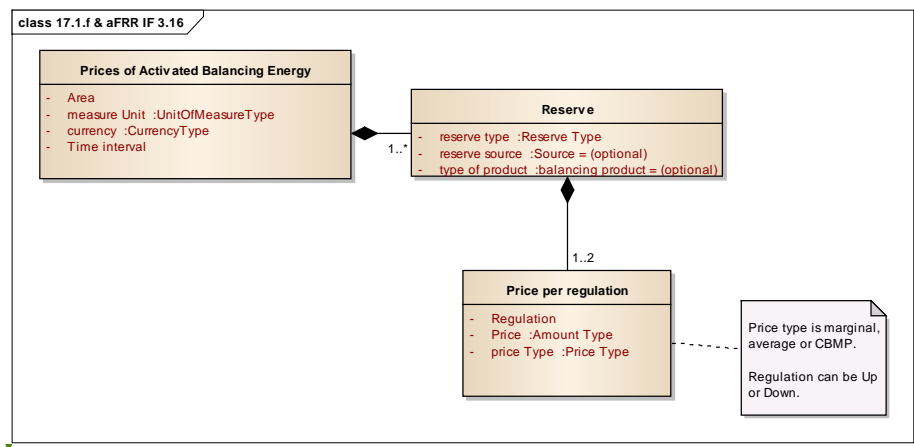 class 17.1.f & aFRR IF 3.16
Prices of Activated Balancing Energy
- Area
- measure Unit :UnitOfMeasureType
- currency :CurrencyType
- Time interval
1..*
Reserve
- reserve type :Reserve Type
- reserve source :Source = (optional)
- type of product :balancing product = (optional)
1..2
Price per regulation
- Regulation
- Price :Amount Type
- price Type :Price Type
Price type is marginal,
average or CBMP.
Regulation can be Up
or Down.